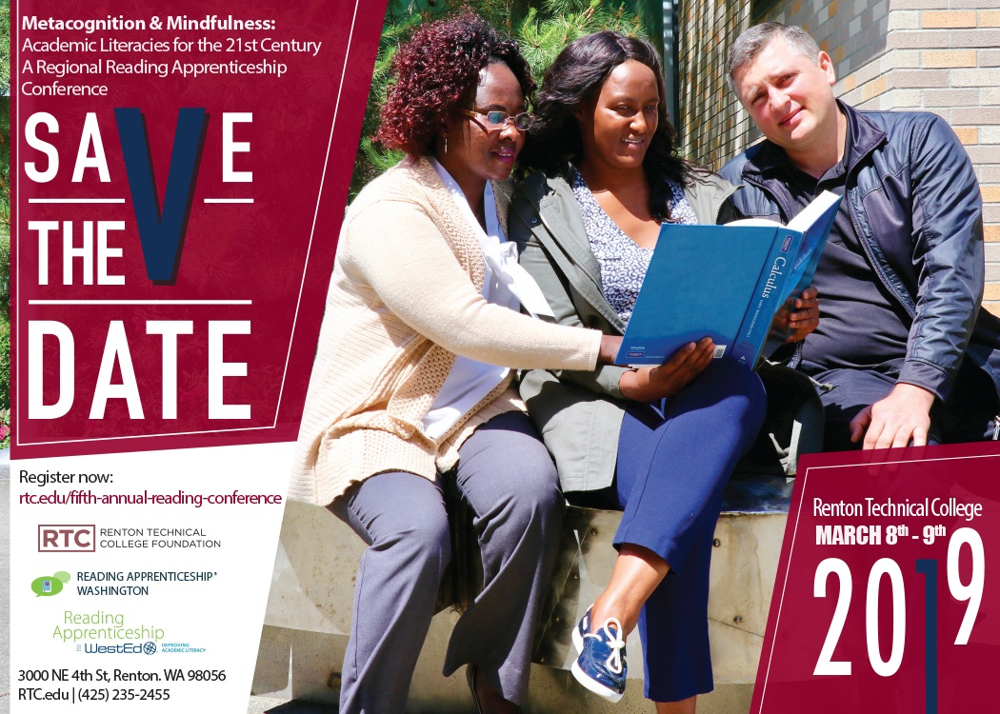 Metacognition & Mindfulness:
Academic Literacies for the 21st Century
A Regional Reading Apprenticeship
Conference
SAVE
THE
DATE
Register now:
rtc.edu/fifth-annual-reading-conference
RTC RENTON TECHNICAL
COLLEGE FOUNDATION
READING APPRENTICESHIP®
WASHINGTON
Reading
Apprenticeship
AT WestEd IMPROVING
ACADEMIC LITERACY
3000 NE 4th St, Renton. WA 98056
RTC.edu | (425) 235-2455
Calculus
Renton Technical College
MARCH 8th - 9th
2019